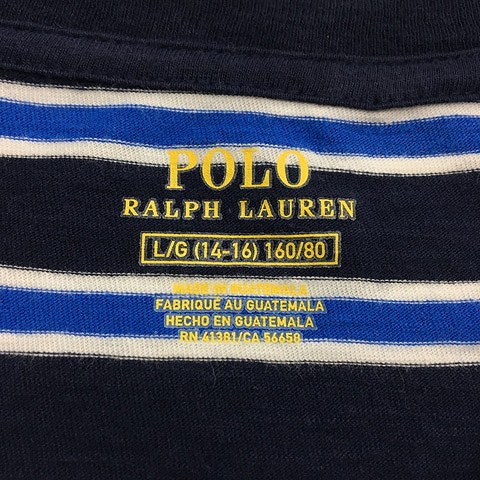 POLO
RALPH LAUREN
L/G (14-16) 160/80
MADE IN GUATEMALA
FABRIQUÉ AU GUATEMALA
HECHO EN GUATEMALA
RN 41381/CA 56658